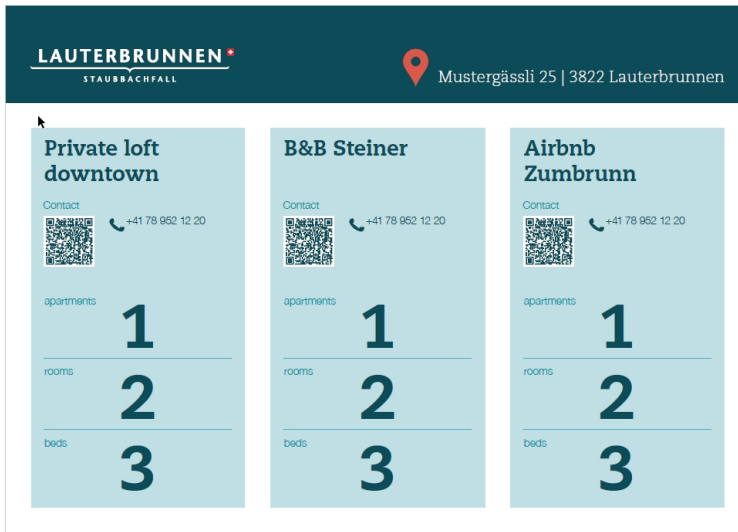 LAUTERBRUNNEN
STAUBBACHFALL
Mustergässli 25 | 3822 Lauterbrunnen
Private loft
downtown
Contact
+41 78 952 12 20
apartments
1
rooms
2
beds
3
B&B Steiner
Contact
+41 78 952 12 20
apartments
1
rooms
2
beds
3
Airbnb
Zumbrunn
Contact
+41 78 952 12 20
apartments
1
rooms
2
beds
3